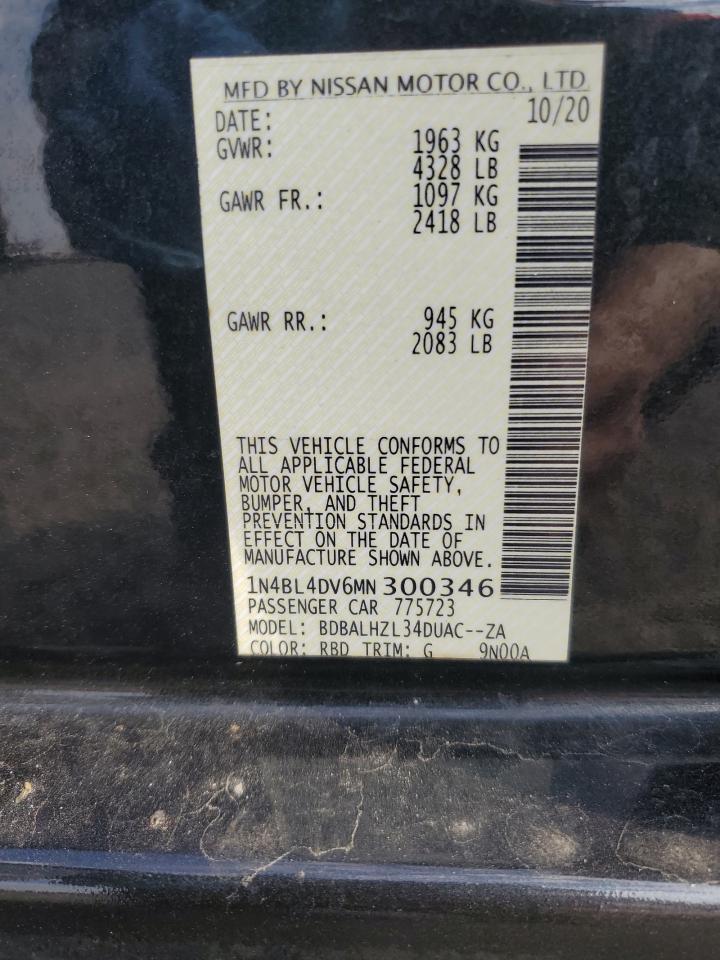 MFD BY NISSAN MOTOR CO., LTD.
DATE: 10/20
GVWR: 1963 KG
4328 LB
GAWR FR.: 1097 KG
2418 LB
GAWR RR.: 945 KG
2083 LB
THIS VEHICLE CONFORMS TO
ALL APPLICABLE FEDERAL
MOTOR VEHICLE SAFETY,
BUMPER, AND THEFT
PREVENTION STANDARDS IN
EFFECT ON THE DATE OF
MANUFACTURE SHOWN ABOVE.
1N4BL4DV6MN300346
PASSENGER CAR 775723
MODEL: BDBALHZL34DUAC--ZA
COLOR: RBD TRIM: G 9N00A